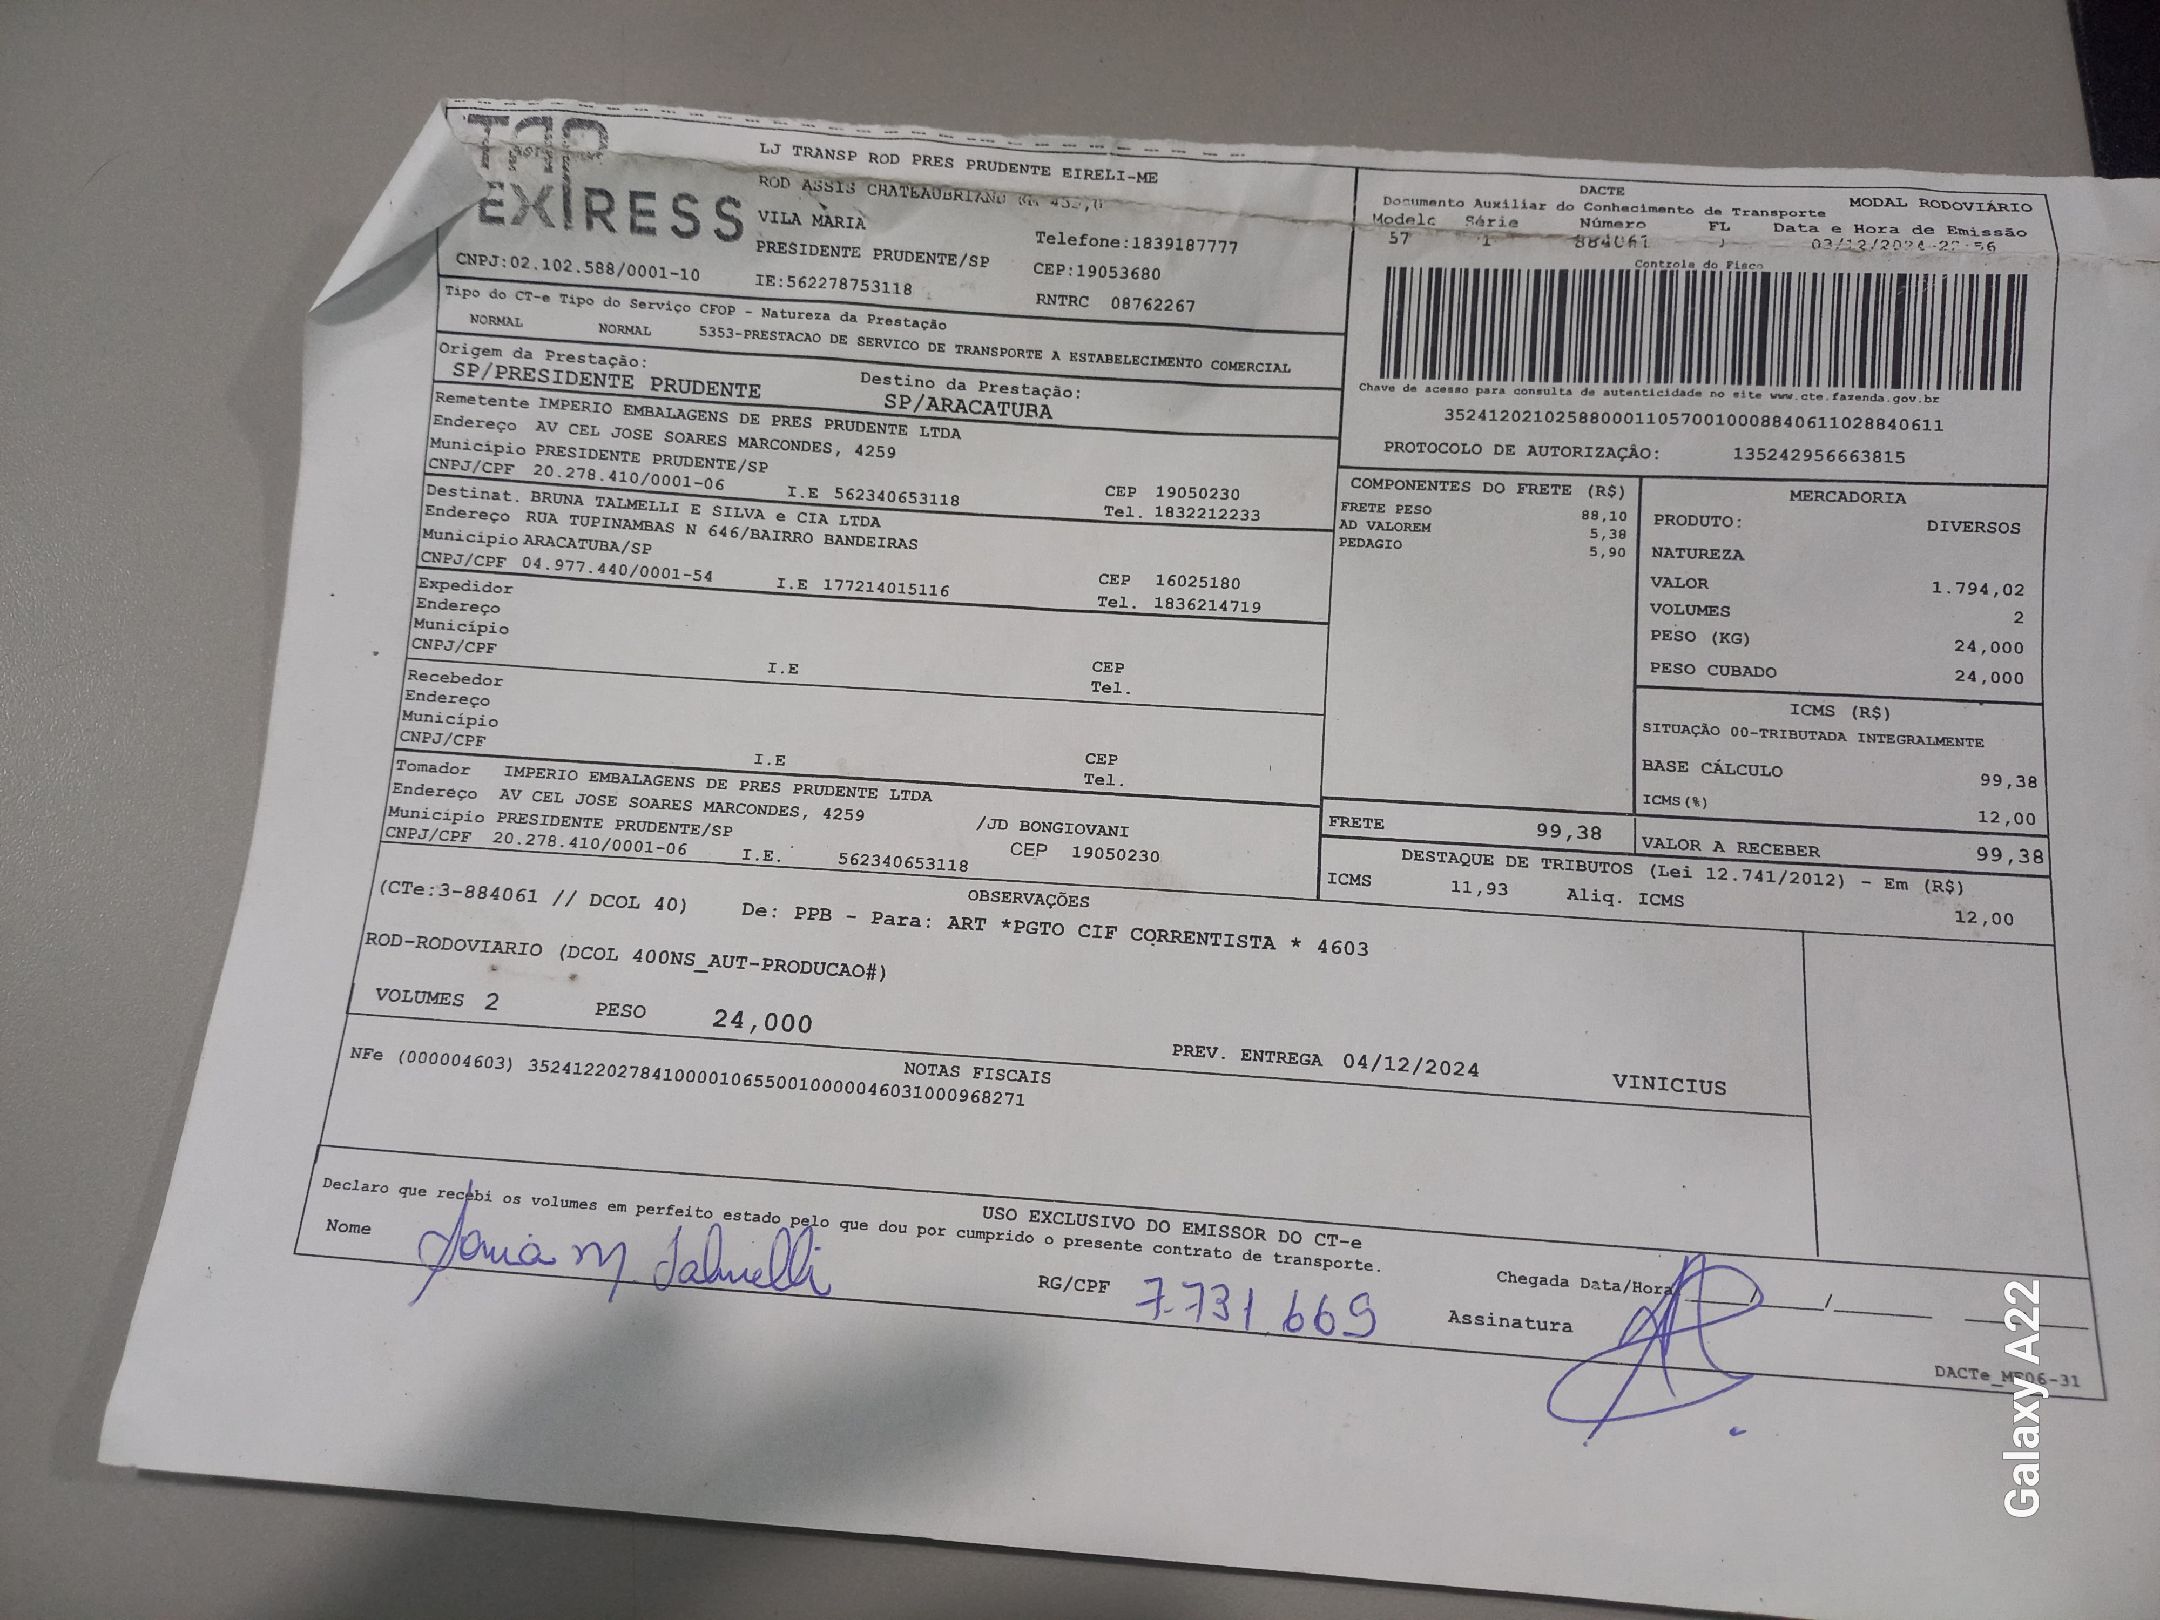 EXPRESS
LJ TRANSP ROD PRES PRUDENTE EIRELI-ME
ROD ASSIS CHATEAUBRIAND
VILA MARIA
PRESIDENTE PRUDENTE/SP
Telefone:1839187777
CEP:19053680
CNPJ:02.102.588/0001-10
IE:562278753118
RNTRC 08762267
DACTE
MODAL RODOVIÁRIO
Documento Auxiliar do Conhecimento de Transporte
Modelo Série Número FL Data e Hora de Emissão
57 1 884061 03/12/2024
Controle do Fisco
Chave de acesso para consulta de autenticidade no site www.cte.fazenda.gov.br
35241202102588000110570010008840611028840611
PROTOCOLO DE AUTORIZAÇÃO: 135242956663815
Tipo do CT-e Tipo do Serviço CFOP - Natureza da Prestação
NORMAL NORMAL 5353-PRESTACAO DE SERVICO DE TRANSPORTE A ESTABELECIMENTO COMERCIAL
Origem da Prestação: Destino da Prestação:
SP/PRESIDENTE PRUDENTE SP/ARACATUBA
Remetente IMPERIO EMBALAGENS DE PRES PRUDENTE LTDA
Endereço AV CEL JOSE SOARES MARCONDES, 4259
Município PRESIDENTE PRUDENTE/SP CEP 19050230
CNPJ/CPF 20.278.410/0001-06 I.E 562340653118 Tel. 1832212233
Destinat. BRUNA TALMELLI E SILVA e CIA LTDA
Endereço RUA TUPINAMBAS N 646/BAIRRO BANDEIRAS
Município ARACATUBA/SP CEP 16025180
CNPJ/CPF 04.977.440/0001-54 I.E 177214015116 Tel. 1836214719
Expedidor
Endereço
Município CEP
CNPJ/CPF I.E Tel.
Recebedor
Endereço
Município CEP
CNPJ/CPF I.E Tel.
Tomador IMPERIO EMBALAGENS DE PRES PRUDENTE LTDA
Endereço AV CEL JOSE SOARES MARCONDES, 4259 /JD BONGIOVANI
Município PRESIDENTE PRUDENTE/SP CEP 19050230
CNPJ/CPF 20.278.410/0001-06 I.E. 562340653118
COMPONENTES DO FRETE (R$)
FRETE PESO 88,10
AD VALOREM 5,38
PEDAGIO 5,90
MERCADORIA
PRODUTO: DIVERSOS
NATUREZA
VALOR 1.794,02
VOLUMES 2
PESO (KG) 24,000
PESO CUBADO 24,000
ICMS (R$)
SITUAÇÃO 00-TRIBUTADA INTEGRALMENTE
BASE CÁLCULO 99,38
ICMS(%) 12,00
FRETE 99,38 VALOR A RECEBER 99,38
DESTAQUE DE TRIBUTOS (Lei 12.741/2012) - Em (R$)
ICMS 11,93 Aliq. ICMS 12,00
OBSERVAÇÕES
(CTe:3-884061 // DCOL 40) De: PPB - Para: ART *PGTO CIF CORRENTISTA * 4603
ROD-RODOVIARIO (DCOL 400NS_AUT-PRODUCAO#)
VOLUMES 2 PESO 24,000 PREV. ENTREGA 04/12/2024 VINICIUS
NOTAS FISCAIS
NFe (000004603) 35241220278410000106550010000046031000968271
USO EXCLUSIVO DO EMISSOR DO CT-e
Declaro que recebi os volumes em perfeito estado pelo que dou por cumprido o presente contrato de transporte.
Nome Sonia M. Talmelli RG/CPF 7.731.669 Chegada Data/Hora / /
Assinatura
Galaxy A22